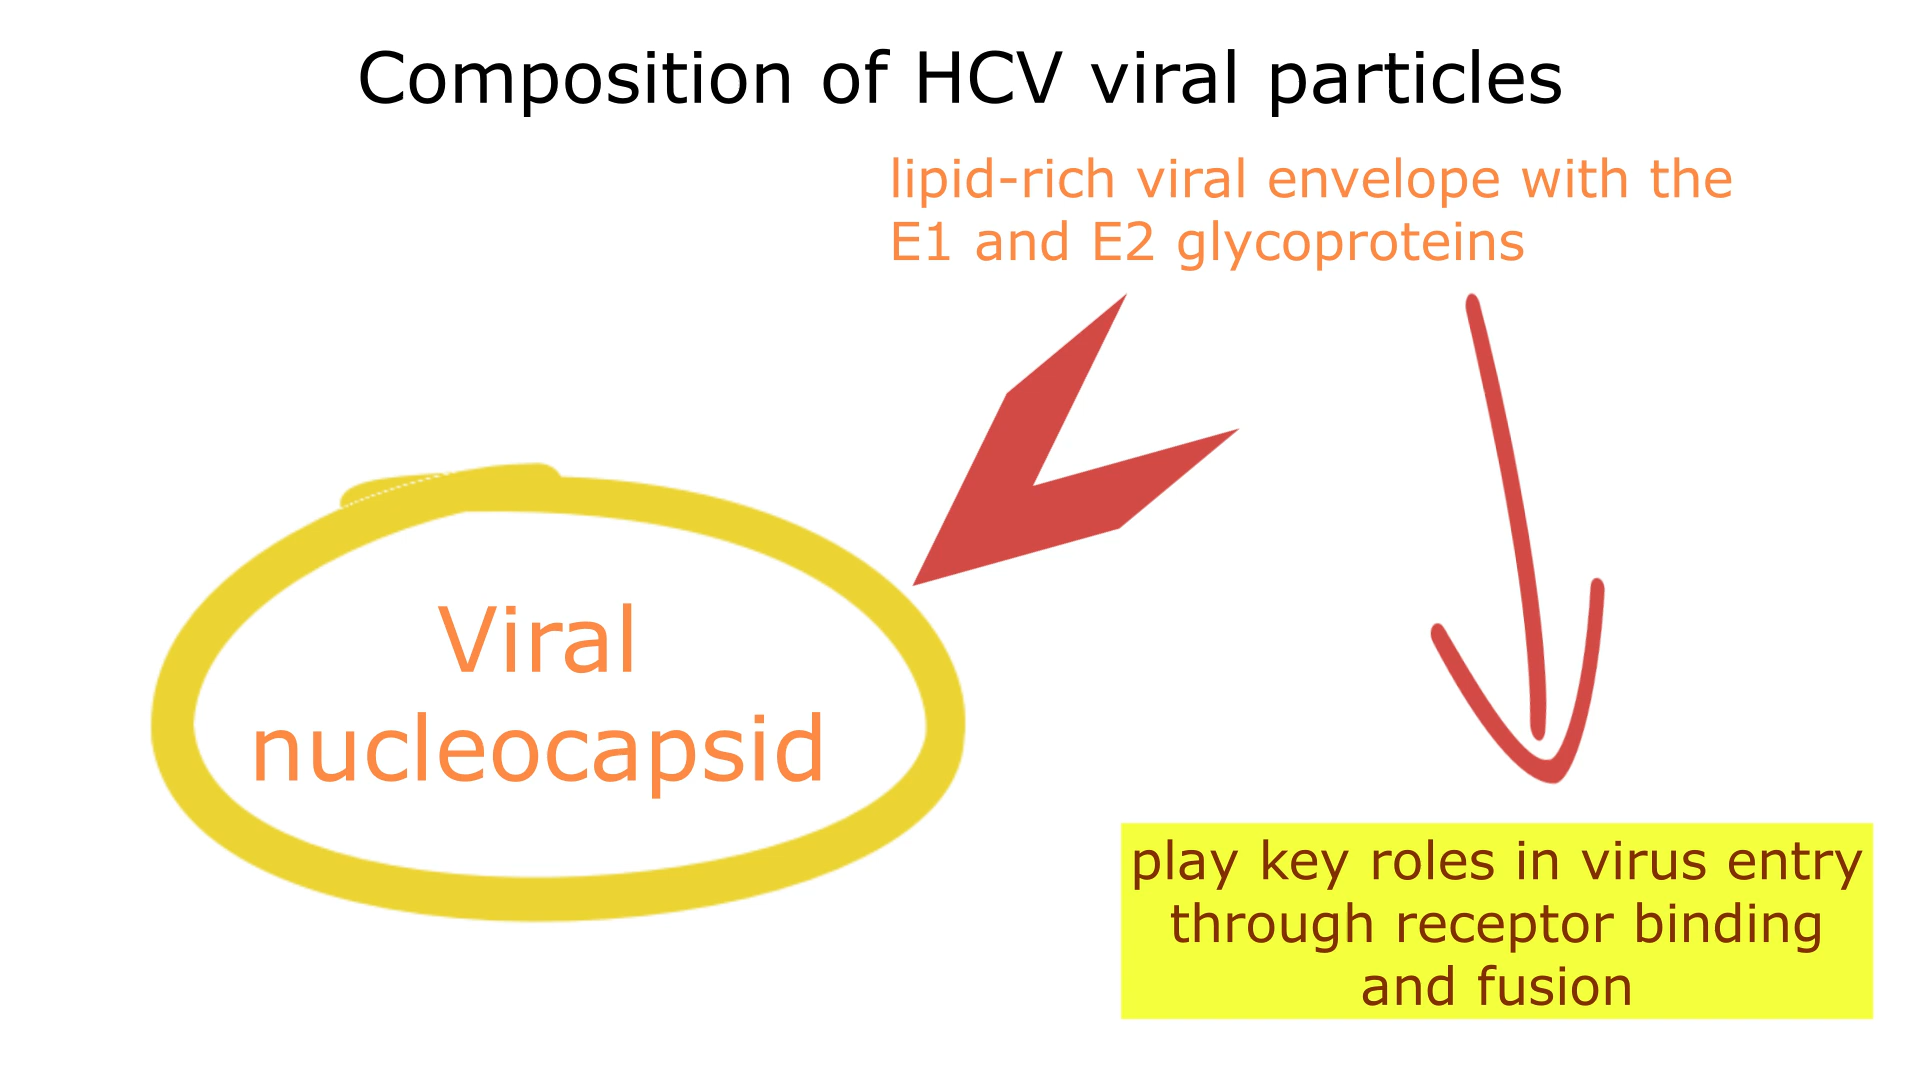 Composition of HCV viral particles
lipid-rich viral envelope with the
E1 and E2 glycoproteins
Viral
nucleocapsid
play key roles in virus entry
through receptor binding
and fusion